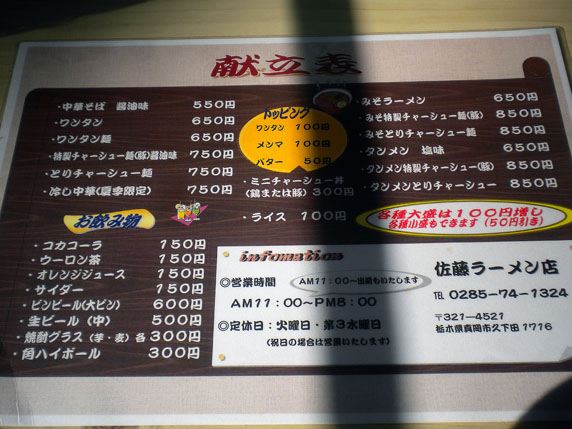 献立表
・中華そば 醤油味 550円
・ワンタン 650円
・ワンタン麺 650円
・特製チャーシュー麺(豚)醤油味 750円
・とりチャーシュー麺 750円
・冷し中華(夏季限定) 750円
トッピング
ワンタン 100円
メンマ 100円
バター 50円
・ミニチャーシュー丼
(鶏または豚) 300円
・ライス 100円
・みそラーメン 650円
・みそ特製チャーシュー麺(豚) 850円
・みそとりチャーシュー麺 850円
・タンメン 塩味 650円
・タンメン特製チャーシュー(豚) 850円
・タンメンとりチャーシュー 850円
各種大盛は100円増し
各種小盛もできます(50円引き)
お飲み物
・コカコーラ 150円
・ウーロン茶 150円
・オレンジジュース 150円
・サイダー 150円
・ビンビール(大ビン) 600円
・生ビール(中) 500円
・焼酎グラス(芋・麦)各 300円
・角ハイボール 300円
infomation
◎営業時間 AM11:00～出前もいたします
AM11:00～PM8:00
◎定休日:火曜日・第3水曜日
(祝日の場合は営業いたします)
佐藤ラーメン店
TEL 0285-74-1324
〒321-4521
栃木県真岡市久下田1776